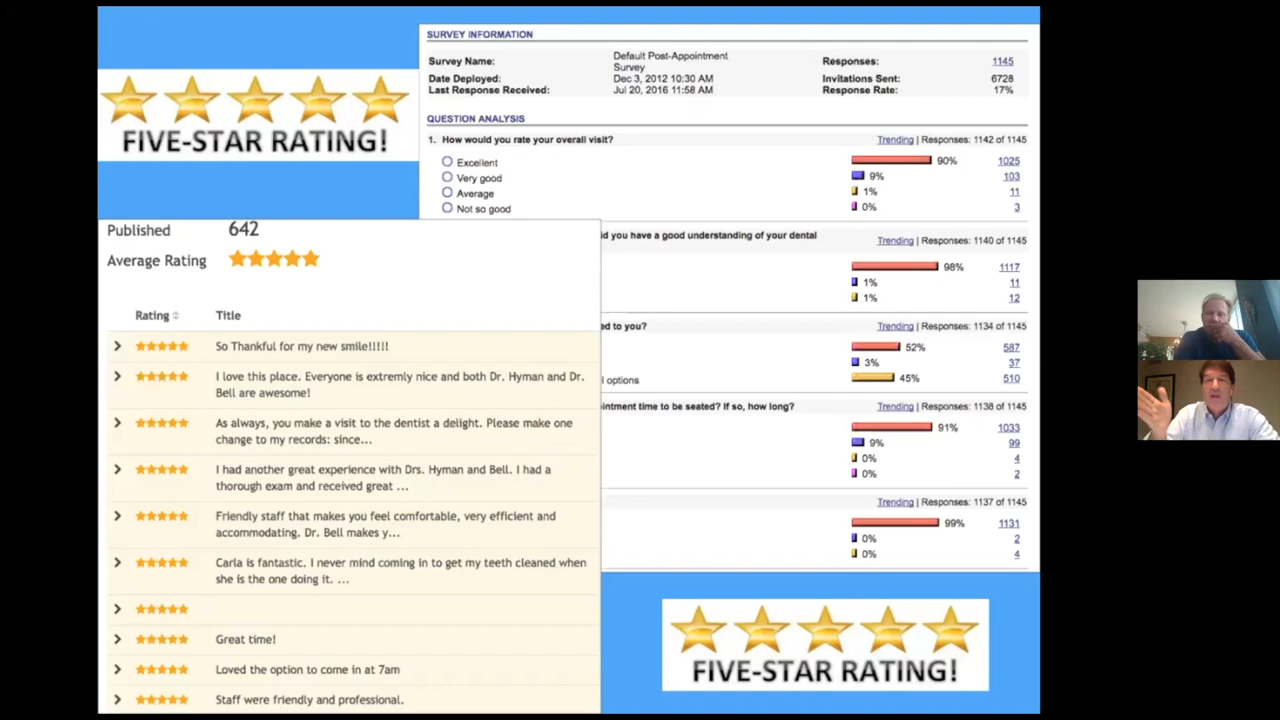 FIVE-STAR RATING!
SURVEY INFORMATION
Survey Name: Default Post-Appointment Survey Responses: 1145
Date Deployed: Dec 3, 2012 10:30 AM Invitations Sent: 6728
Last Response Received: Jul 20, 2016 11:58 AM Response Rate: 17%
QUESTION ANALYSIS
1. How would you rate your overall visit? Trending | Responses: 1142 of 1145
Excellent 90% 1025
Very good 9% 103
Average 1% 11
Not so good 0% 3
id you have a good understanding of your dental Trending | Responses: 1140 of 1145
98% 1117
1% 11
1% 12
ed to you? Trending | Responses: 1134 of 1145
52% 587
3% 37
l options 45% 510
intment time to be seated? If so, how long? Trending | Responses: 1138 of 1145
91% 1033
9% 99
0% 4
0% 2
Trending | Responses: 1137 of 1145
99% 1131
0% 2
0% 4
Published 642
Average Rating
Rating Title
So Thankful for my new smile!!!!!
I love this place. Everyone is extremly nice and both Dr. Hyman and Dr.
Bell are awesome!
As always, you make a visit to the dentist a delight. Please make one
change to my records: since...
I had another great experience with Drs. Hyman and Bell. I had a
thorough exam and received great ...
Friendly staff that makes you feel comfortable, very efficient and
accommodating. Dr. Bell makes y...
Carla is fantastic. I never mind coming in to get my teeth cleaned when
she is the one doing it. ...
Great time!
Loved the option to come in at 7am
Staff were friendly and professional.
FIVE-STAR RATING!